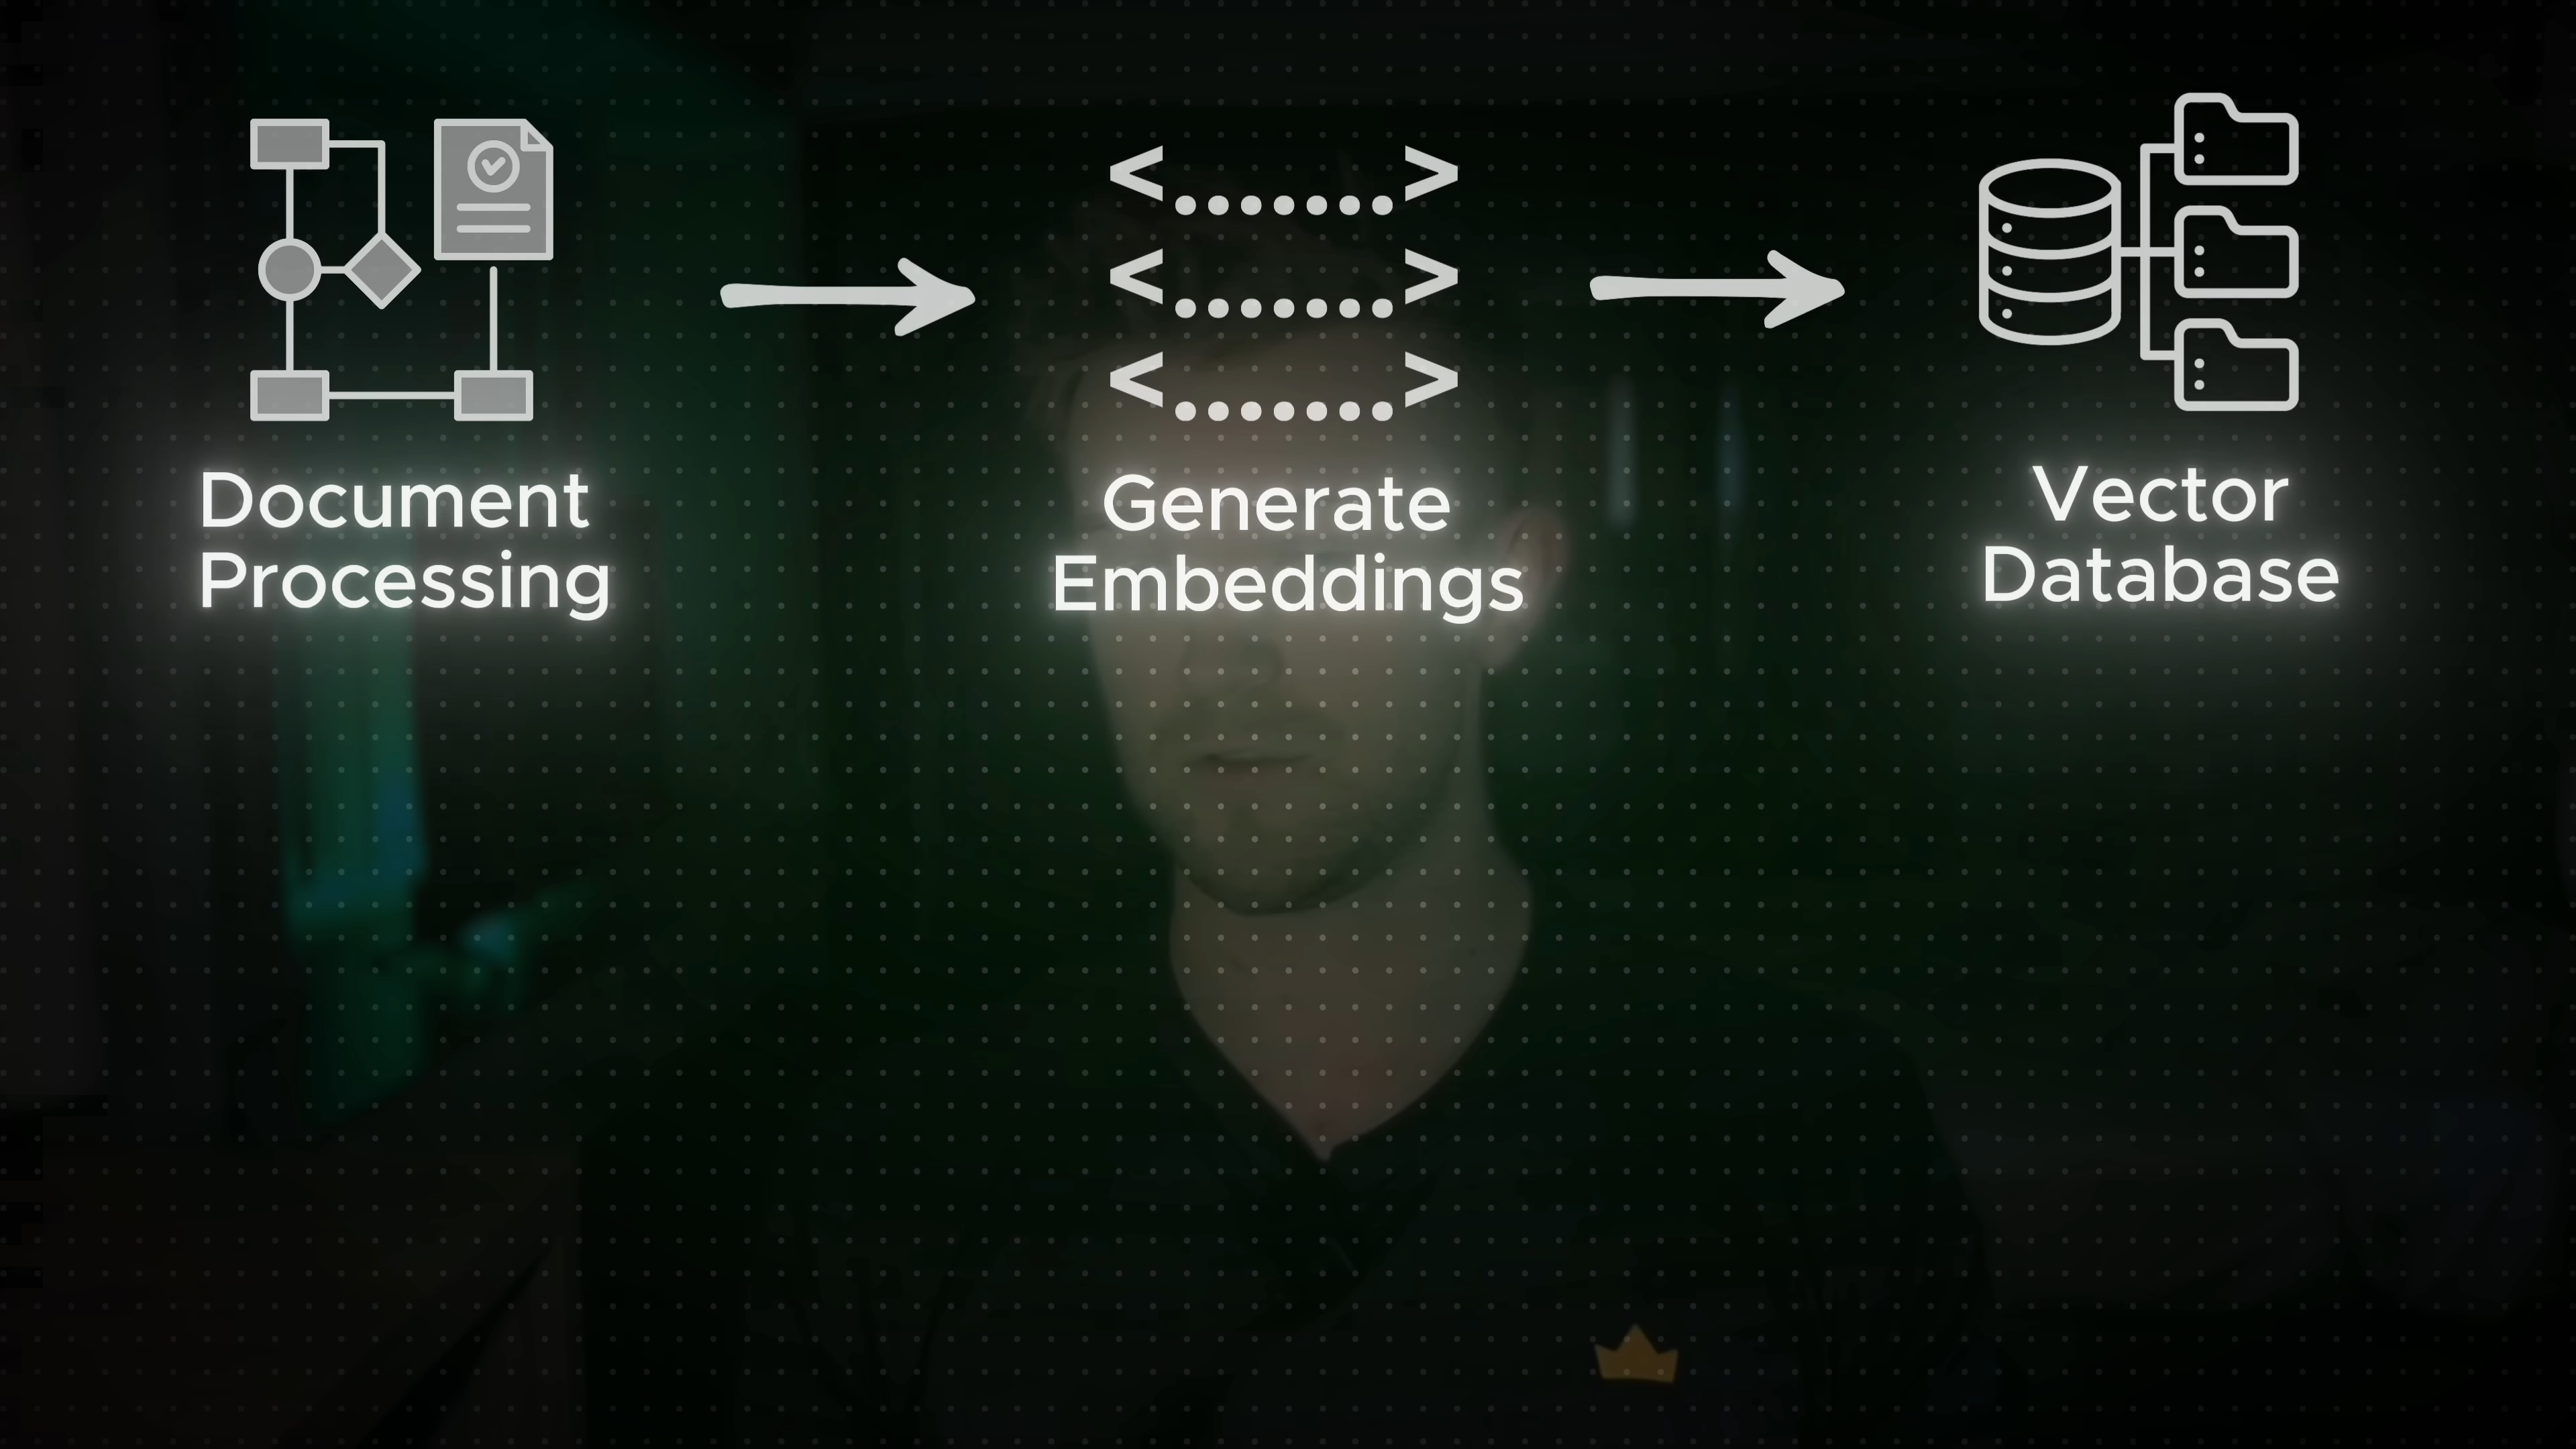 Document
Processing
Generate
Embeddings
Vector
Database